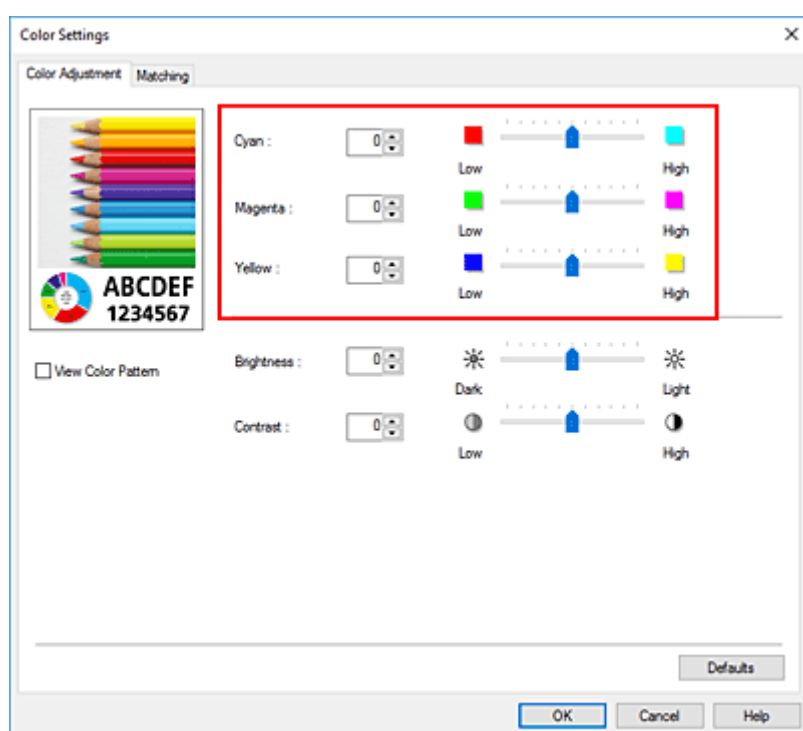 Color Settings
Color Adjustment Matching
Cyan : 0
Low High
Magenta : 0
Low High
Yellow : 0
Low High
ABCDEF
1234567
View Color Pattern
Brightness : 0
Dark Light
Contrast : 0
Low High
Defaults
OK Cancel Help